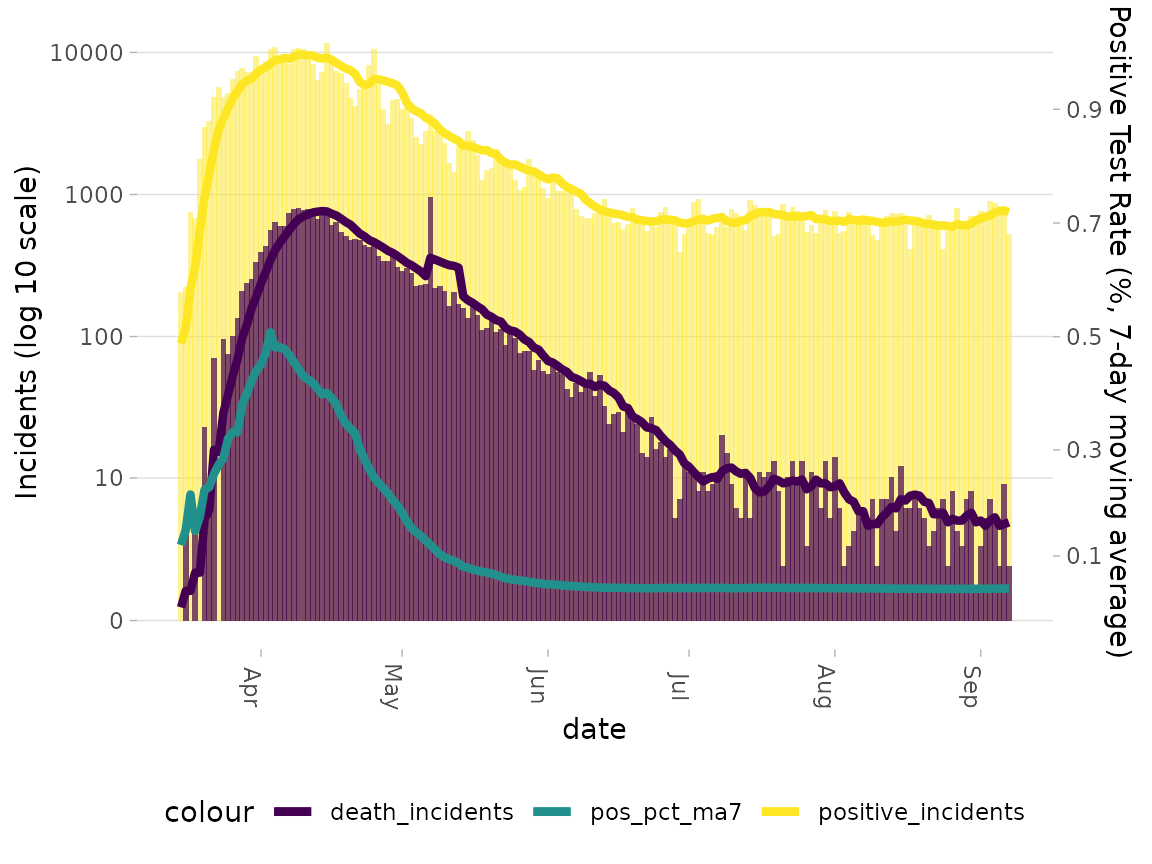 Incidents (log 10 scale)
10000
1000
100
10
0
0.9
0.7
0.5
0.3
0.1
Positive Test Rate (%, 7-day moving average)
Apr
May
Jun
Jul
Aug
Sep
date
colour death_incidents pos_pct_ma7 positive_incidents